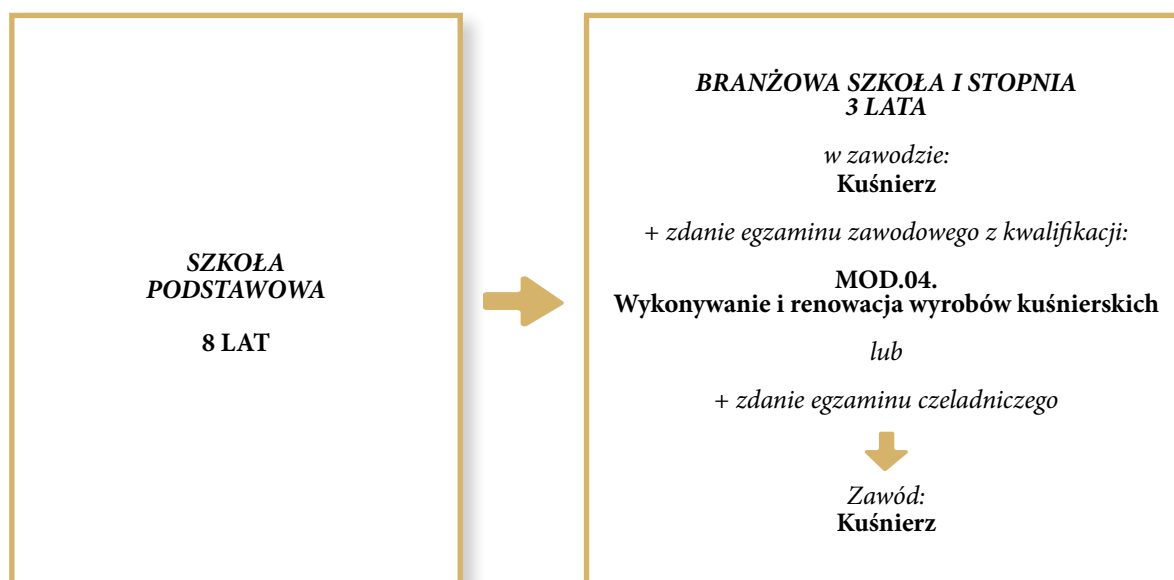 SZKOŁA
PODSTAWOWA
8 LAT
BRANŻOWA SZKOŁA I STOPNIA
3 LATA
w zawodzie:
Kuśnierz
+ zdanie egzaminu zawodowego z kwalifikacji:
MOD.04.
Wykonywanie i renowacja wyrobów kuśnierskich
lub
+ zdanie egzaminu czeladniczego
Zawód:
Kuśnierz